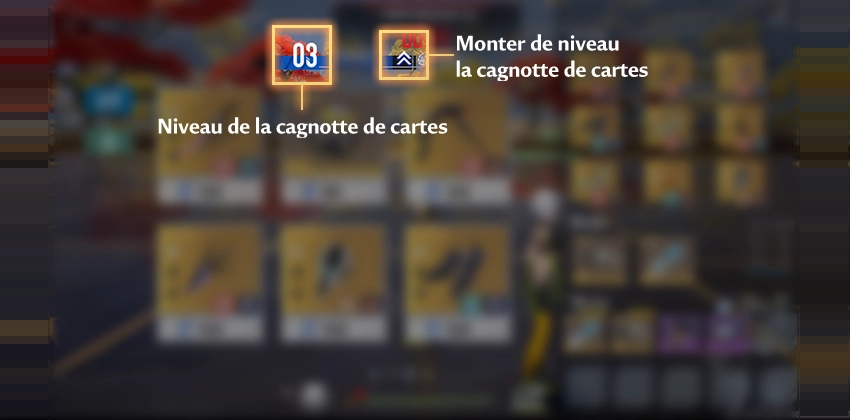 03
Monter de niveau
la cagnotte de cartes
Niveau de la cagnotte de cartes